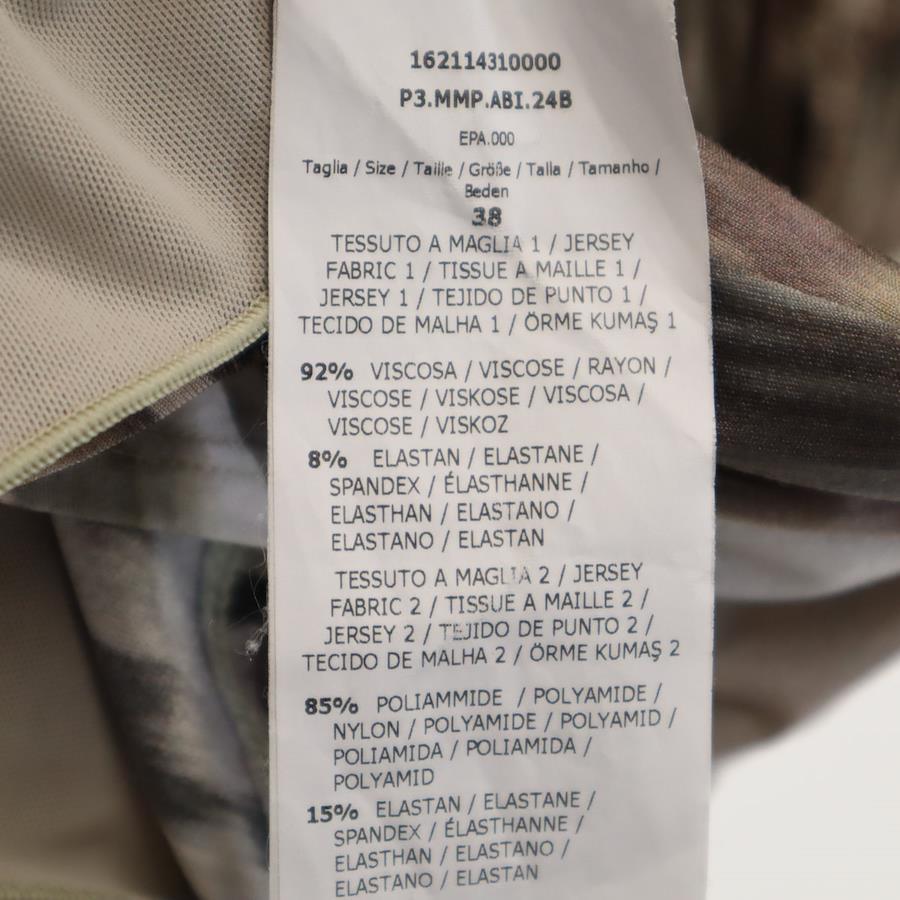 162114310000
P3.MMP.ABI.24B
EPA.000
Taglia / Size / Taille / Größe / Talla / Tamanho /
Beden
38
TESSUTO A MAGLIA 1 / JERSEY
FABRIC 1 / TISSUE A MAILLE 1 /
JERSEY 1 / TEJIDO DE PUNTO 1 /
TECIDO DE MALHA 1 / ÖRME KUMAŞ 1
92% VISCOSA / VISCOSE / RAYON /
VISCOSE / VISKOSE / VISCOSA /
VISCOSE / VISKOZ
8% ELASTAN / ELASTANE /
SPANDEX / ÉLASTHANNE /
ELASTHAN / ELASTANO /
ELASTANO / ELASTAN
TESSUTO A MAGLIA 2 / JERSEY
FABRIC 2 / TISSUE A MAILLE 2 /
JERSEY 2 / TEJIDO DE PUNTO 2 /
TECIDO DE MALHA 2 / ÖRME KUMAŞ 2
85% POLIAMMIDE / POLYAMIDE /
NYLON / POLYAMIDE / POLYAMID /
POLIAMIDA / POLIAMIDA /
POLYAMID
15% ELASTAN / ELASTANE /
SPANDEX / ÉLASTHANNE /
ELASTHAN / ELASTANO /
ELASTANO / ELASTAN